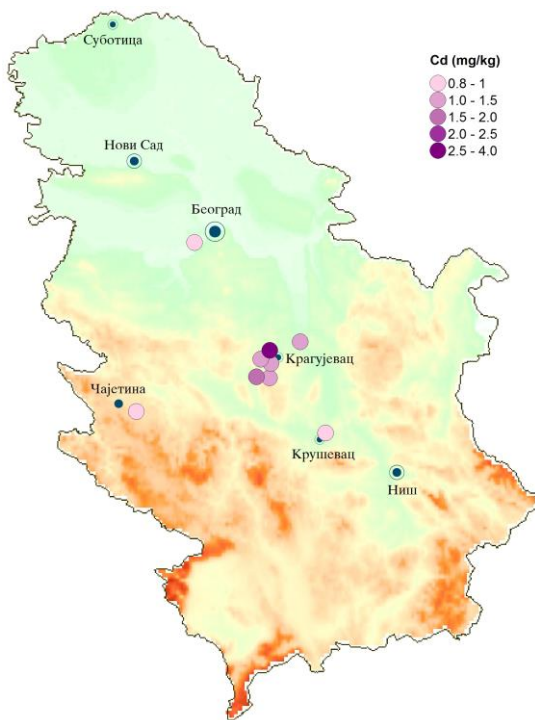 Суботица
Cd (mg/kg)
0.8 - 1
1.0 - 1.5
1.5 - 2.0
2.0 - 2.5
2.5 - 4.0
Нови Сад
Београд
Крагујевац
Чајетина
Крушевац
Ниш